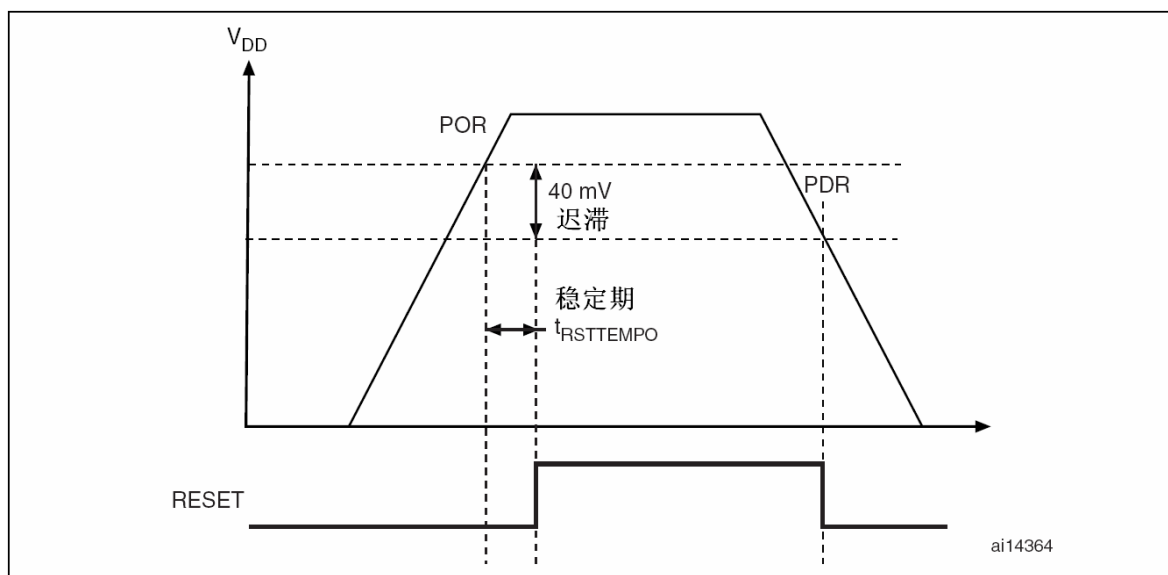 VDD
POR
40 mV
PDR
迟滞
稳定期
tRSTTEMPO
RESET
ai14364